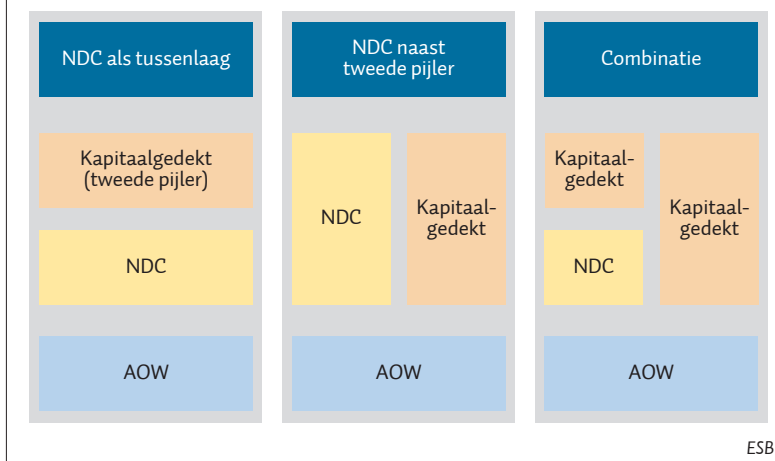 NDC als tussenlaag
Kapitaalgedekt
(tweede pijler)
NDC
AOW
NDC naast
tweede pijler
NDC
Kapitaal-
gedekt
AOW
Combinatie
Kapitaal-
gedekt
NDC
Kapitaal-
gedekt
AOW
ESB